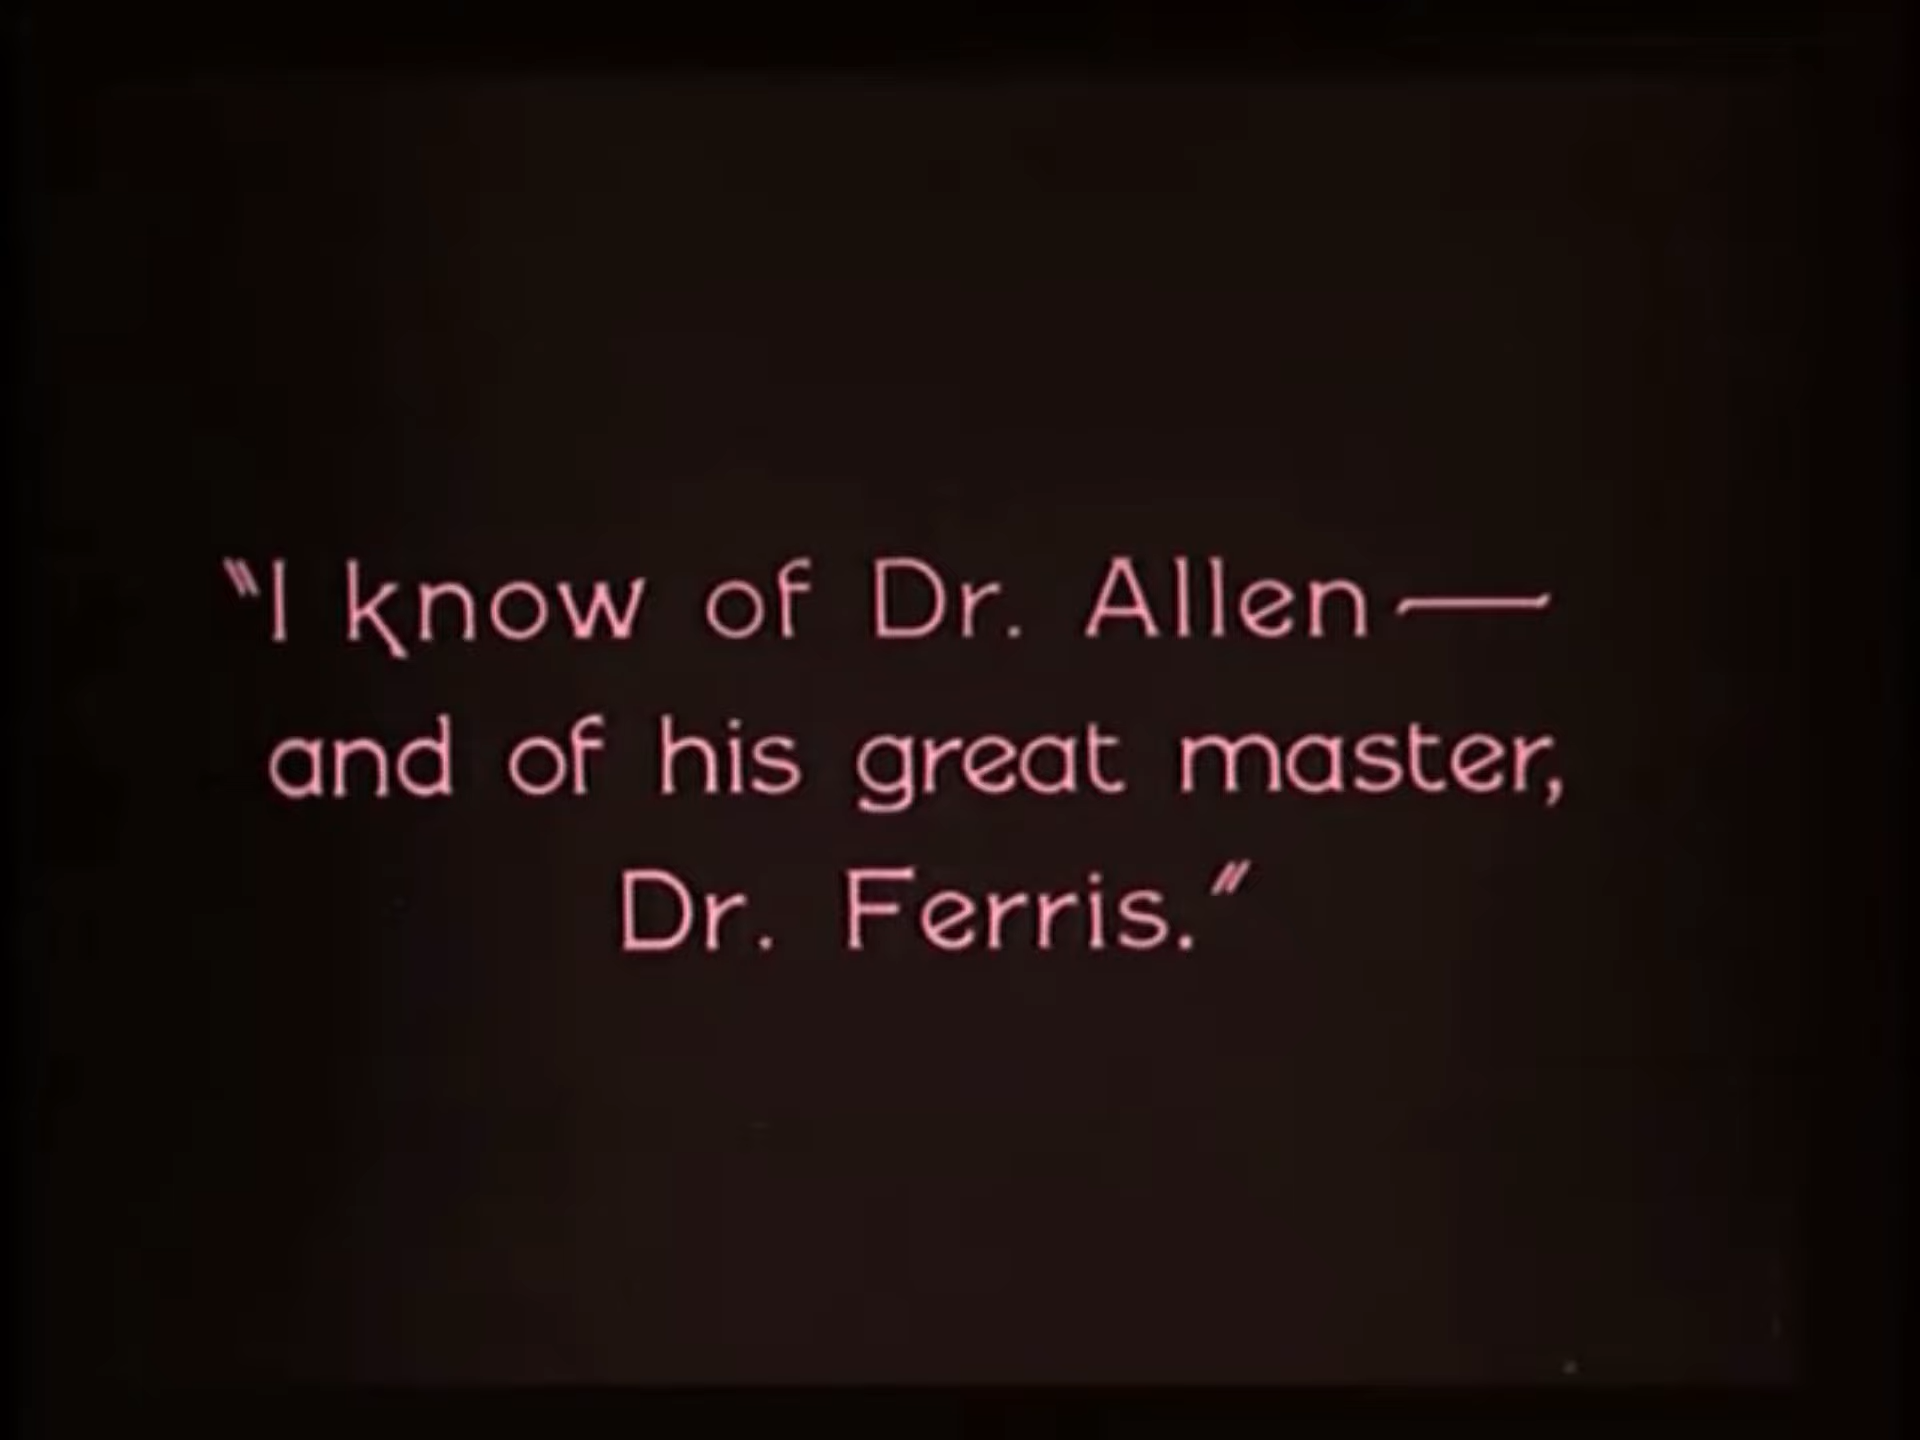 "I know of Dr. Allen —
and of his great master,
Dr. Ferris."